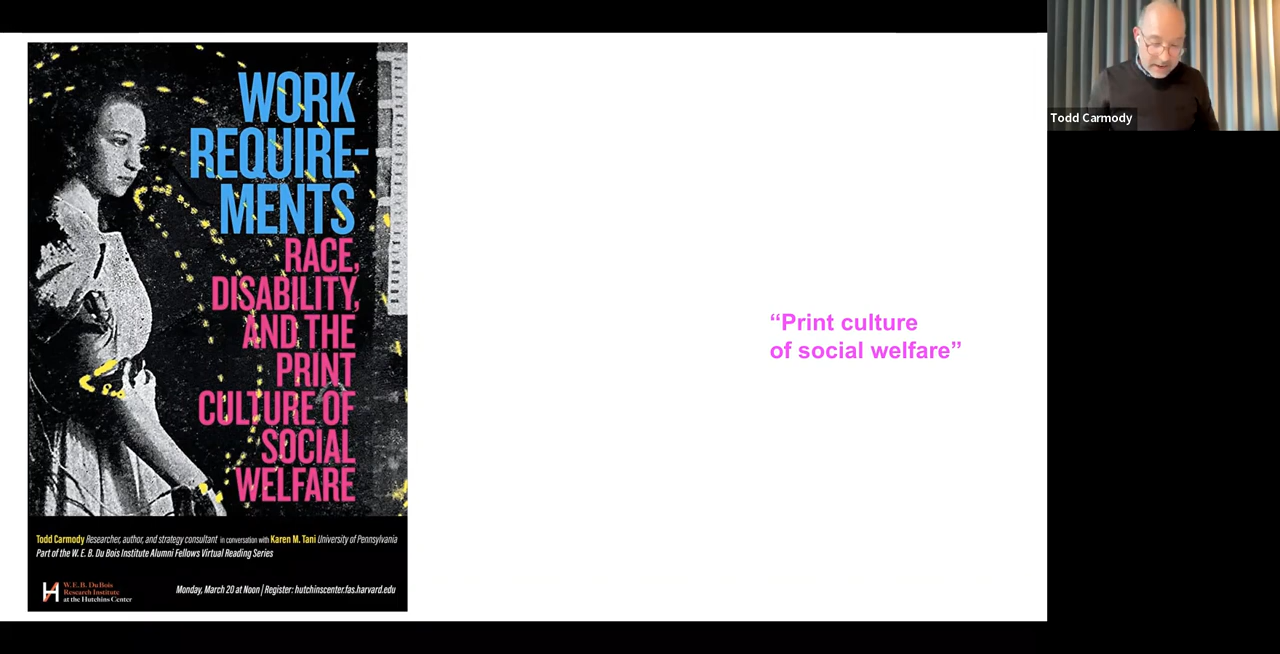 WORK
REQUIRE-
MENTS
RACE,
DISABILITY,
AND THE
PRINT
CULTURE OF
SOCIAL
WELFARE
Todd Carmody Researcher, author, and strategy consultant in conversation with Karen M. Tani University of Pennsylvania
Part of the W. E. B. Du Bois Institute Alumni Fellows Virtual Reading Series
W. E. B. Du Bois
Research Institute
at the Hutchins Center
Monday, March 20 at Noon | Register: hutchinscenter.fas.harvard.edu
“Print culture
of social welfare”
Todd Carmody